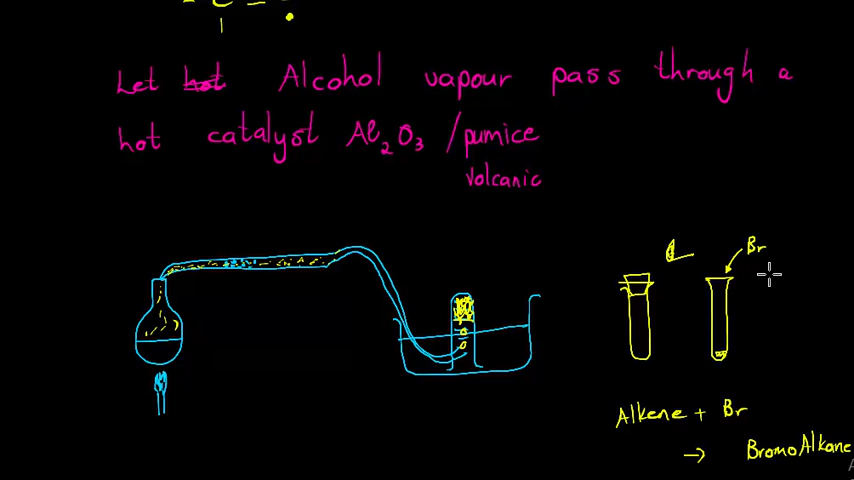 Let hot Alcohol vapour pass through a
hot catalyst Al₂O₃ /pumice
volcanic
Br
Alkene + Br
→ BromoAlkane